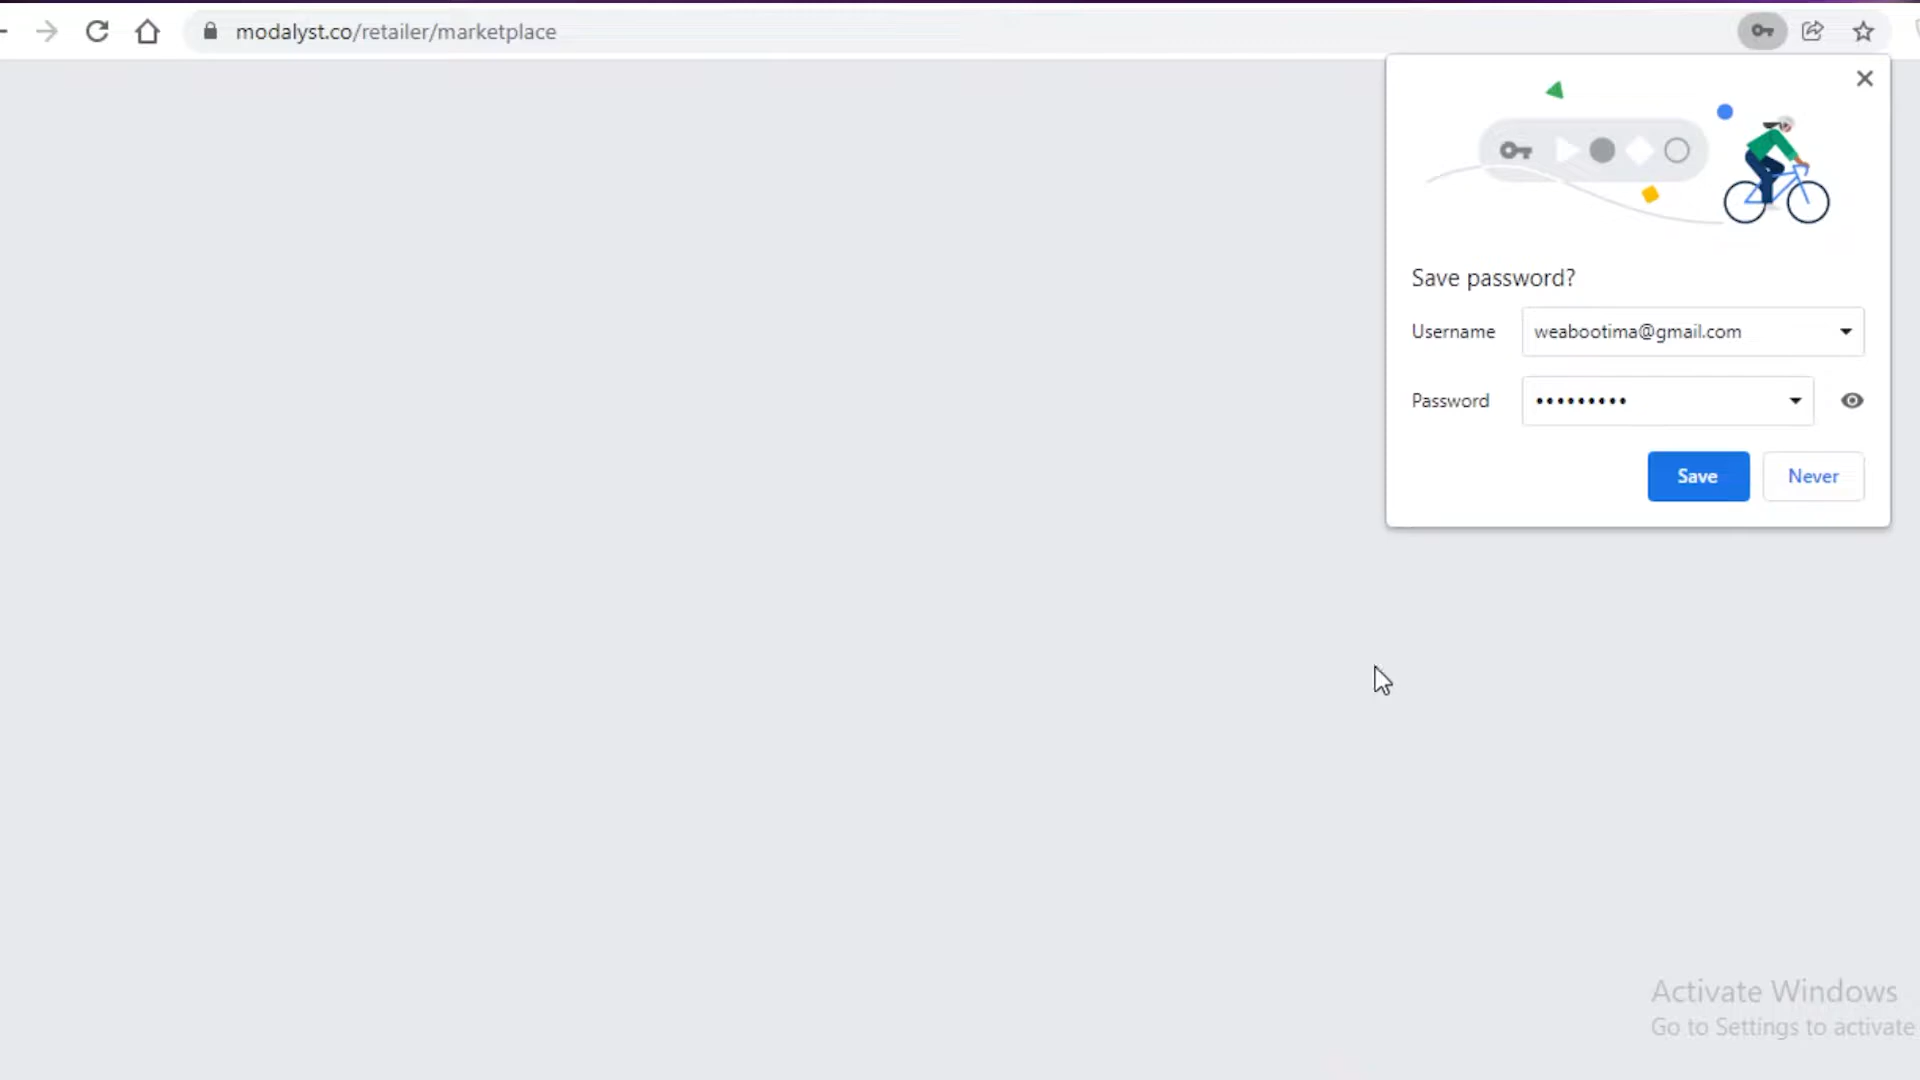 modalyst.co/retailer/marketplace
Save password?
Username weabootima@gmail.com
Password •••••••••
Save Never
Activate Windows
Go to Settings to activate